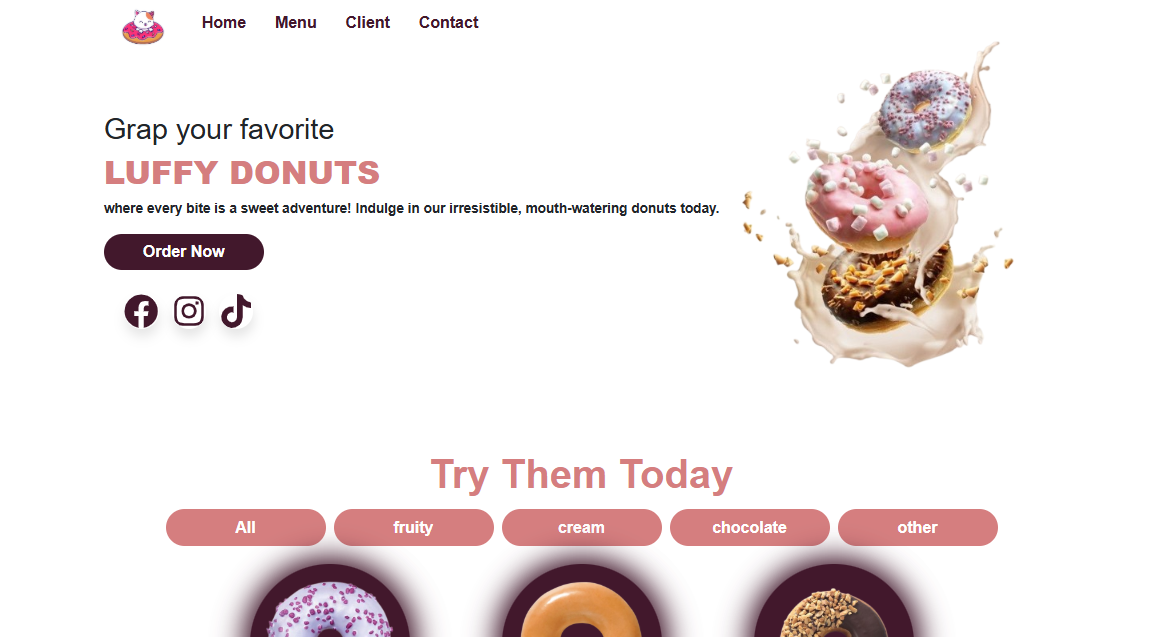 Home Menu Client Contact
Grap your favorite
LUFFY DONUTS
where every bite is a sweet adventure! Indulge in our irresistible, mouth-watering donuts today.
Order Now
Try Them Today
All fruity cream chocolate other